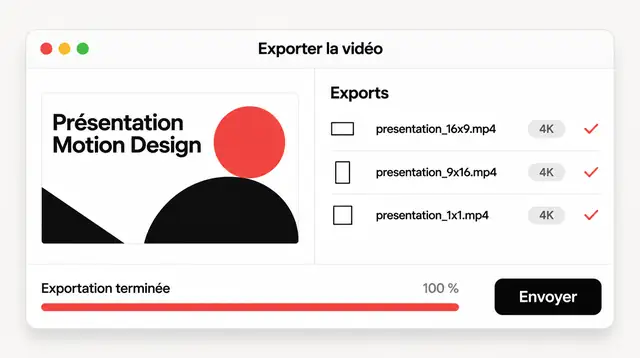 Exporter la vidéo
Présentation
Motion Design
Exports
presentation_16x9.mp4 4K
presentation_9x16.mp4 4K
presentation_1x1.mp4 4K
Exportation terminée 100 %
Envoyer